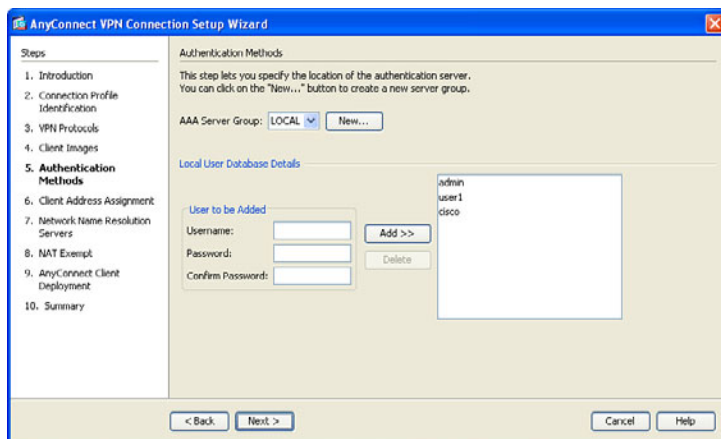 AnyConnect VPN Connection Setup Wizard
Steps
1. Introduction
2. Connection Profile
Identification
3. VPN Protocols
4. Client Images
5. Authentication
Methods
6. Client Address Assignment
7. Network Name Resolution
Servers
8. NAT Exempt
9. AnyConnect Client
Deployment
10. Summary
Authentication Methods
This step lets you specify the location of the authentication server.
You can click on the "New..." button to create a new server group.
AAA Server Group: LOCAL New...
Local User Database Details
User to be Added
Username:
Password:
Confirm Password:
Add >>
Delete
admin
user1
cisco
< Back Next > Cancel Help